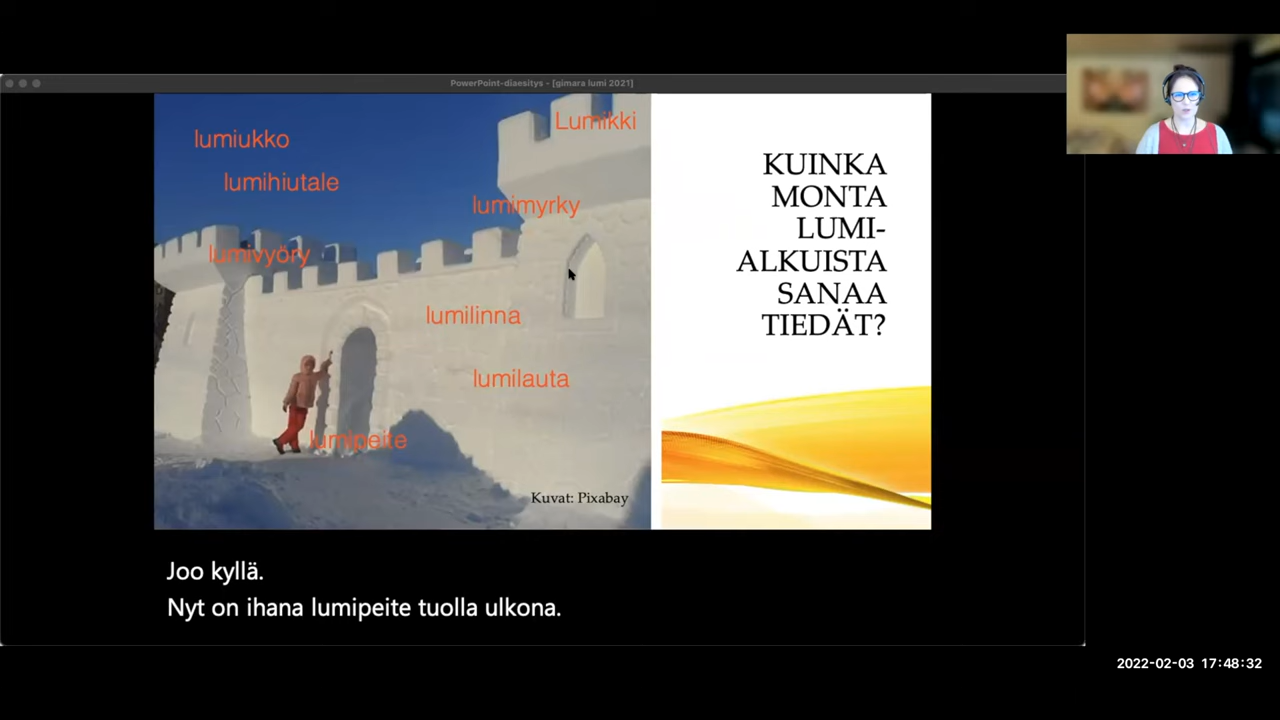 PowerPoint-diaesitys - [gimara lumi 2021]
Lumikki
lumiukko
lumihiutale
lumimyrky
lumivyöry
lumilinna
lumilauta
lumipeite
Kuvat: Pixabay
KUINKA
MONTA
LUMI-
ALKUISTA
SANAA
TIEDÄT?
Joo kyllä.
Nyt on ihana lumipeite tuolla ulkona.
2022-02-03 17:48:32